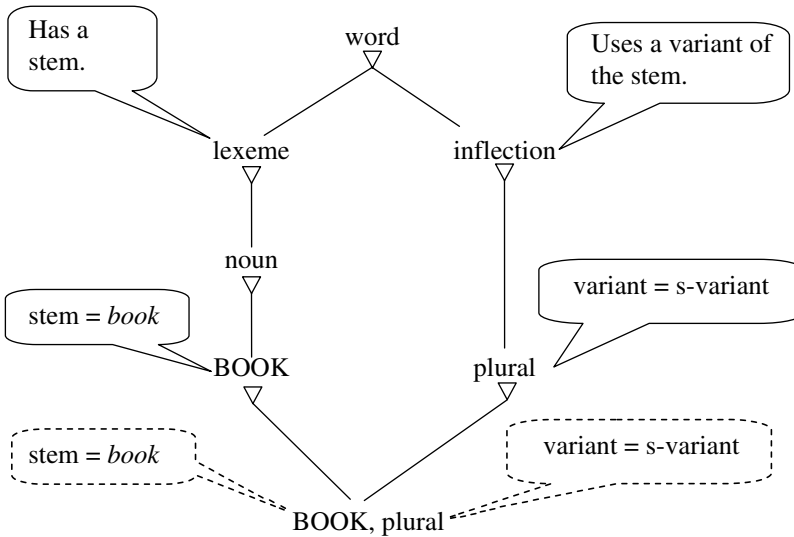 Has a
stem.
word
Uses a variant of
the stem.
lexeme
inflection
noun
stem = book
variant = s-variant
BOOK
plural
stem = book
variant = s-variant
BOOK, plural